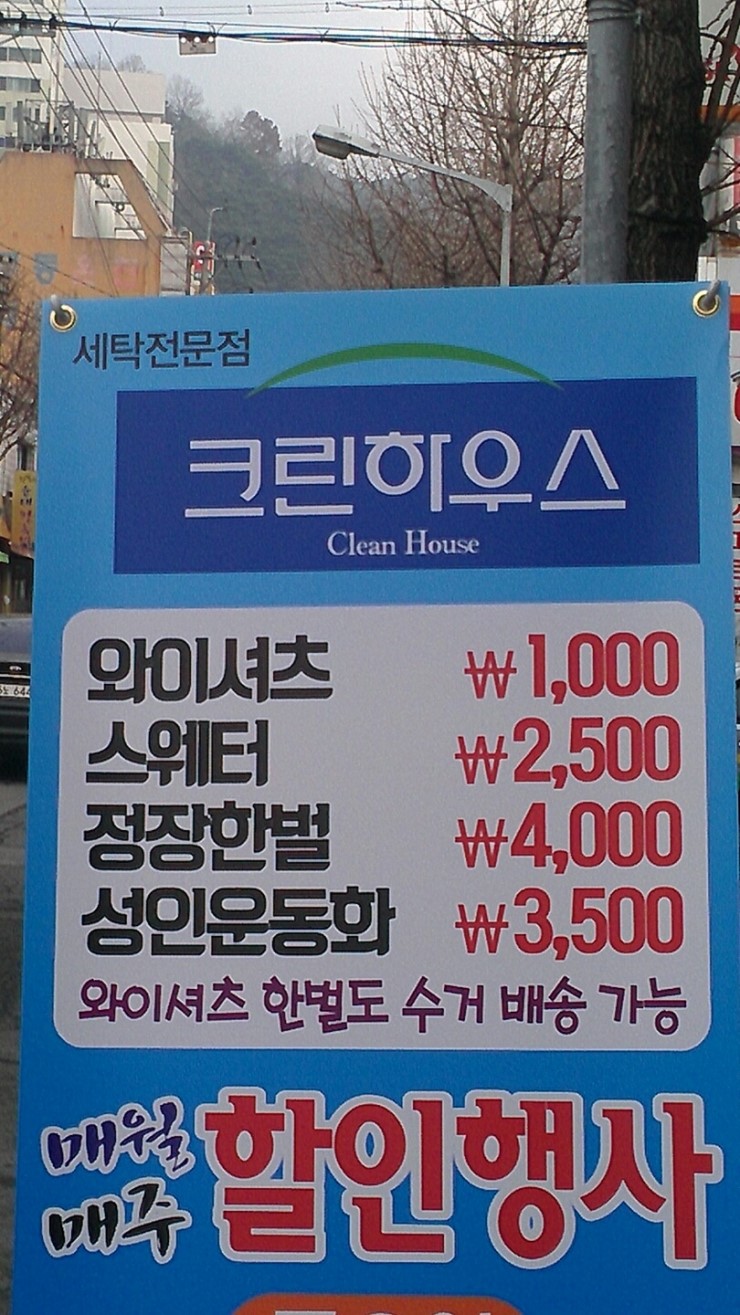 세탁전문점
크린하우스
Clean House
와이셔츠 ₩1,000
스웨터 ₩2,500
정장한벌 ₩4,000
성인운동화 ₩3,500
와이셔츠 한벌도 수거 배송 가능
매월
매주
할인행사